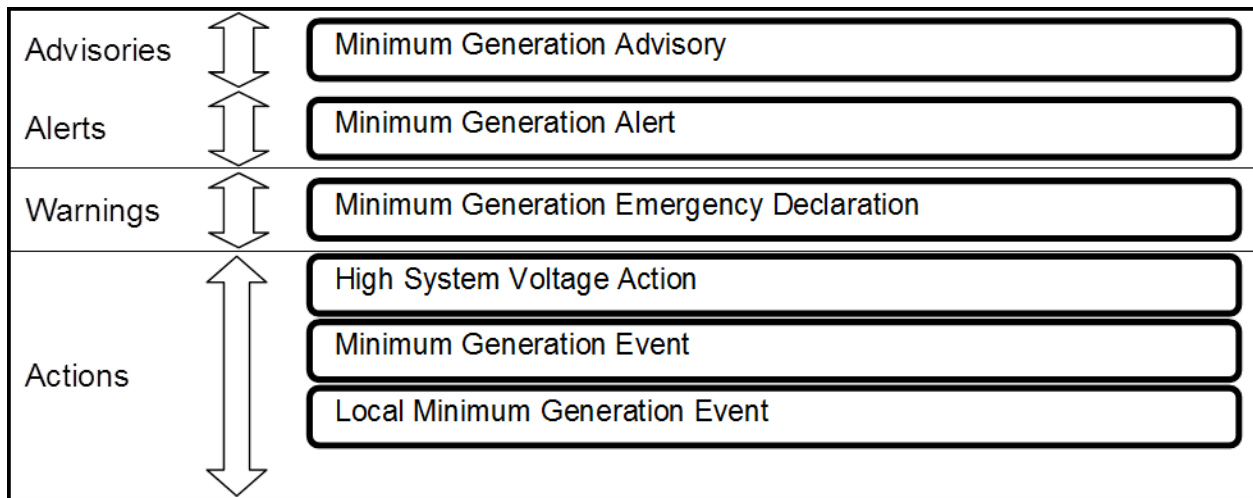 Advisories
Minimum Generation Advisory
Alerts
Minimum Generation Alert
Warnings
Minimum Generation Emergency Declaration
Actions
High System Voltage Action
Minimum Generation Event
Local Minimum Generation Event